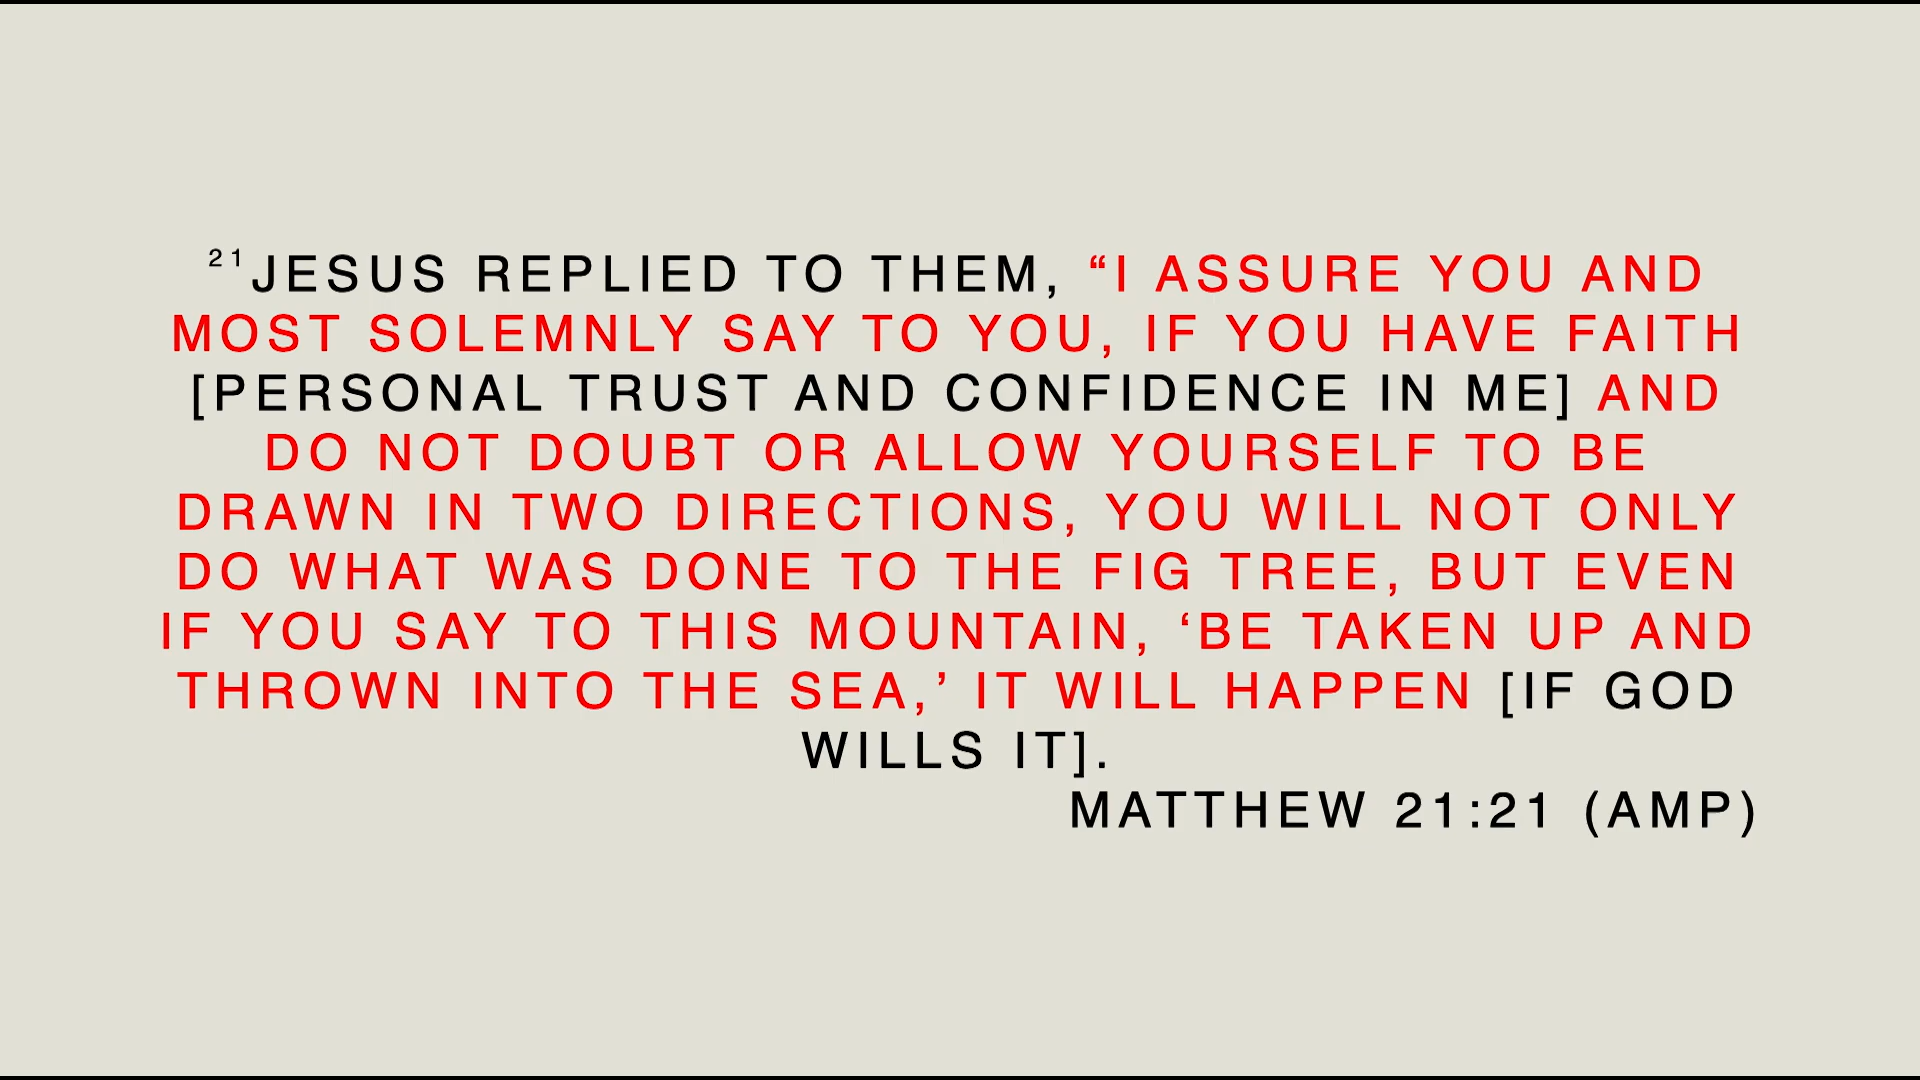 21JESUS REPLIED TO THEM, “I ASSURE YOU AND
MOST SOLEMNLY SAY TO YOU, IF YOU HAVE FAITH
[PERSONAL TRUST AND CONFIDENCE IN ME] AND
DO NOT DOUBT OR ALLOW YOURSELF TO BE
DRAWN IN TWO DIRECTIONS, YOU WILL NOT ONLY
DO WHAT WAS DONE TO THE FIG TREE, BUT EVEN
IF YOU SAY TO THIS MOUNTAIN, ‘BE TAKEN UP AND
THROWN INTO THE SEA,’ IT WILL HAPPEN [IF GOD
WILLS IT].
MATTHEW 21:21 (AMP)